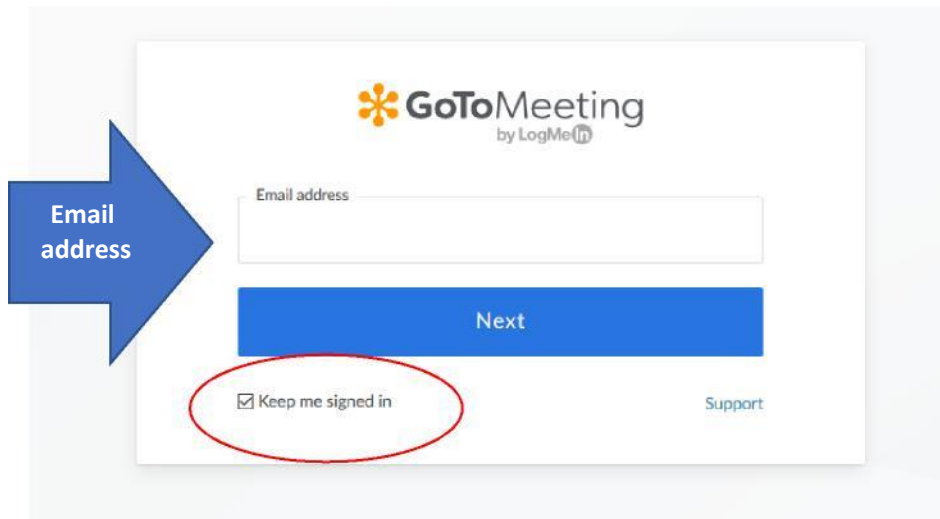 GoToMeeting
by LogMeIn
Email address
Email
address
Next
Keep me signed in
Support